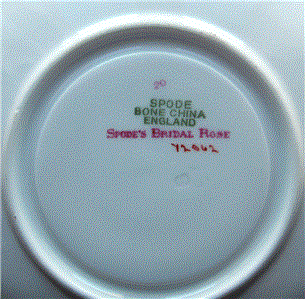 SPODE
BONE CHINA
ENGLAND
SPODE'S BRIDAL ROSE
Y2862